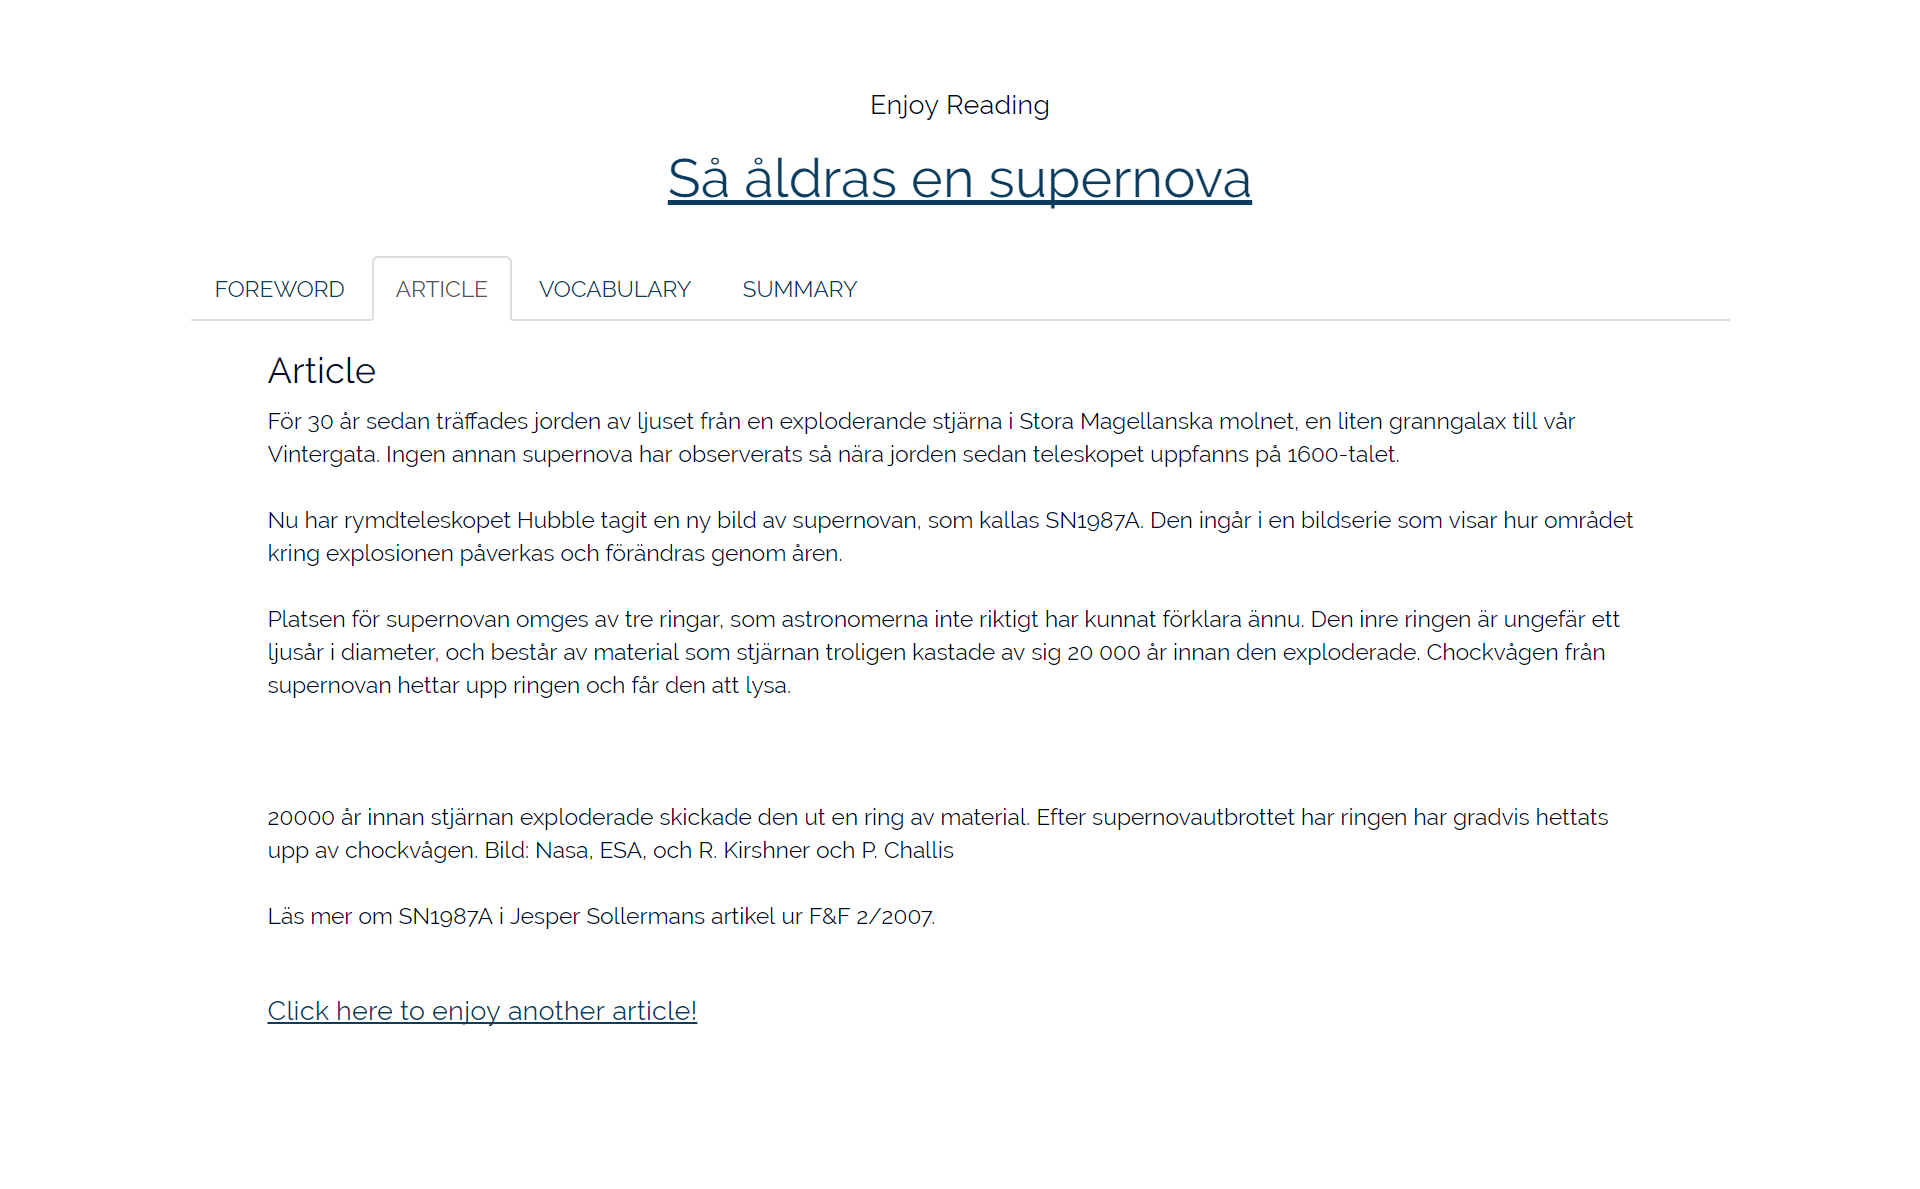 Enjoy Reading
Så åldras en supernova
FOREWORD
ARTICLE
VOCABULARY
SUMMARY
Article
För 30 år sedan träffades jorden av ljuset från en exploderande stjärna i Stora Magellanska molnet, en liten granngalax till vår
Vintergata. Ingen annan supernova har observerats så nära jorden sedan teleskopet uppfanns på 1600-talet.
Nu har rymdteleskopet Hubble tagit en ny bild av supernovan, som kallas SN1987A. Den ingår i en bildserie som visar hur området
kring explosionen påverkas och förändras genom åren.
Platsen för supernovan omges av tre ringar, som astronomerna inte riktigt har kunnat förklara ännu. Den inre ringen är ungefär ett
ljusår i diameter, och består av material som stjärnan troligen kastade av sig 20 000 år innan den exploderade. Chockvågen från
supernovan hettar upp ringen och får den att lysa.
20000 år innan stjärnan exploderade skickade den ut en ring av material. Efter supernovautbrottet har ringen har gradvis hettats
upp av chockvågen. Bild: Nasa, ESA, och R. Kirshner och P. Challis
Läs mer om SN1987A i Jesper Sollermans artikel ur F&F 2/2007.
Click here to enjoy another article!